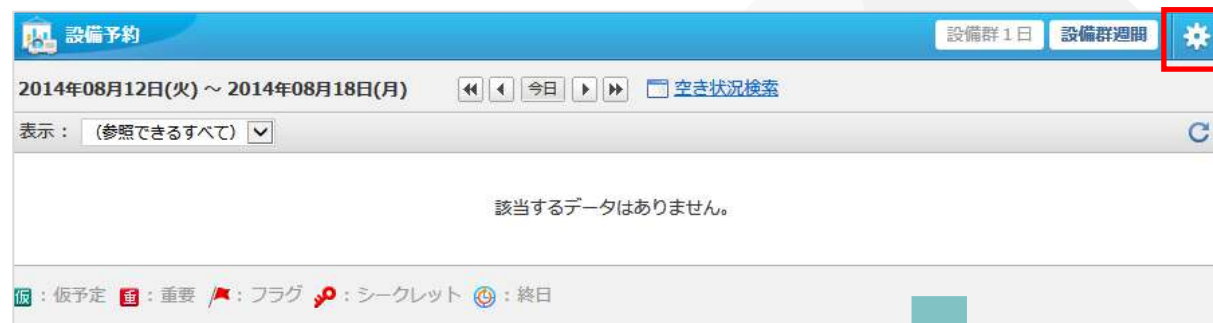 設備予約 設備群1日 設備群週間
2014年08月12日(火) ~ 2014年08月18日(月) 今日 空き状況検索
表示: (参照できるすべて)
該当するデータはありません。
仮:仮予定 重:重要 :フラグ :シークレット :終日